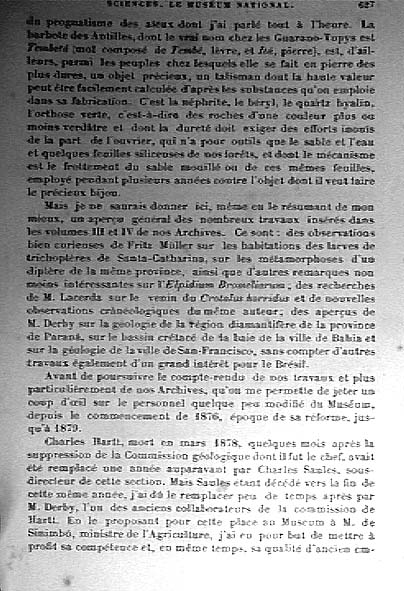 SCIENCES. LE MUSÉUM NATIONAL. 627
du prognatisme des aïeux dont j'ai parlé tout à l'heure. La
barbote des Antilles, dont le vrai nom chez les Guarano-Tupys est
Tembetá (mot composé de Tembé, lèvre, et Itá, pierre), est, d'ail-
leurs, parmi les peuples chez lesquels elle se fait en pierre des
plus dures, un objet précieux, un talisman dont la haute valeur
peut être facilement calculée d'après les substances qu'on emploie
dans sa fabrication. C'est la néphrite, le béryl, le quartz hyalin,
l'orthose verte, c'est-à-dire des roches d'une couleur plus ou
moins verdâtre et dont la dureté doit exiger des efforts inouïs
de la part de l'ouvrier, qui n'a pour outils que le sable et l'eau
et quelques feuilles siliceuses de nos forêts, et dont le mécanisme
est le frottement du sable mouillé ou de ces mêmes feuilles,
employé pendant plusieurs années contre l'objet dont il veut faire
le précieux bijou.
Mais je ne saurais donner ici, même en le résumant de mon
mieux, un aperçu général des nombreux travaux insérés dans
les volumes III et IV de nos Archives. Ce sont : des observations
bien curieuses de Fritz Müller sur les habitations des larves de
trichoptères de Santa-Catharina, sur les métamorphoses d'un
diptère de la même province, ainsi que d'autres remarques non
moins intéressantes sur l'Elpidium Bromeliarum ; des recherches
de M. Lacerda sur le venin du Crotalus horridus et de nouvelles
observations crânéologiques du même auteur ; des aperçus de
M. Derby sur la géologie de la région diamantifère de la province
de Paraná, sur le bassin crétacé de la baie de la ville de Bahia et
sur la géologie de la ville de San-Francisco, sans compter d'autres
travaux également d'un grand intérêt pour le Brésil.
Avant de poursuivre le compte-rendu de nos travaux et plus
particulièrement de nos Archives, qu'on me permette de jeter un
coup d'œil sur le personnel quelque peu modifié du Muséum,
depuis le commencement de 1876, époque de sa réforme, jus-
qu'à 1879.
Charles Hartt, mort en mars 1878, quelques mois après la
suppression de la Commission géologique dont il fut le chef, avait
été remplacé une année auparavant par Charles Saules, sous-
directeur de cette section. Mais Saules étant décédé vers la fin de
cette même année, j'ai dû le remplacer peu de temps après par
M. Derby, l'un des anciens collaborateurs de la commission de
Hartt. En le proposant pour cette place au Museum à M. de
Sinimbú, ministre de l'Agriculture, j'ai eu pour but de mettre à
profit sa compétence et, en même temps, sa qualité d'ancien em-